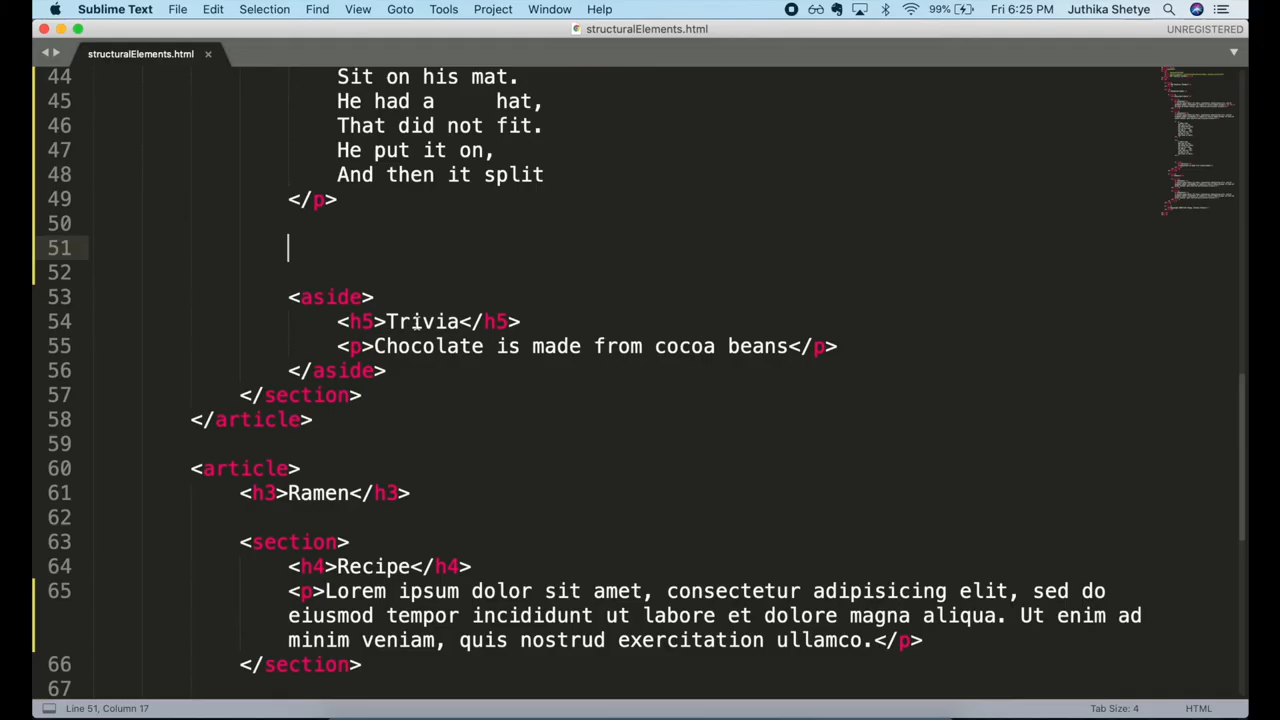 Sublime Text File Edit Selection Find View Goto Tools Project Window Help 99% Fri 6:25 PM Juthika Shetye
structuralElements.html UNREGISTERED
structuralElements.html ×
44 Sit on his mat.
45 He had a    hat,
46 That did not fit.
47 He put it on,
48 And then it split
49 </p>
50
51
52
53 <aside>
54 <h5>Trivia</h5>
55 <p>Chocolate is made from cocoa beans</p>
56 </aside>
57 </section>
58 </article>
59
60 <article>
61 <h3>Ramen</h3>
62
63 <section>
64 <h4>Recipe</h4>
65 <p>Lorem ipsum dolor sit amet, consectetur adipisicing elit, sed do
eiusmod tempor incididunt ut labore et dolore magna aliqua. Ut enim ad
minim veniam, quis nostrud exercitation ullamco.</p>
66 </section>
67
Line 51, Column 17 Tab Size: 4 HTML